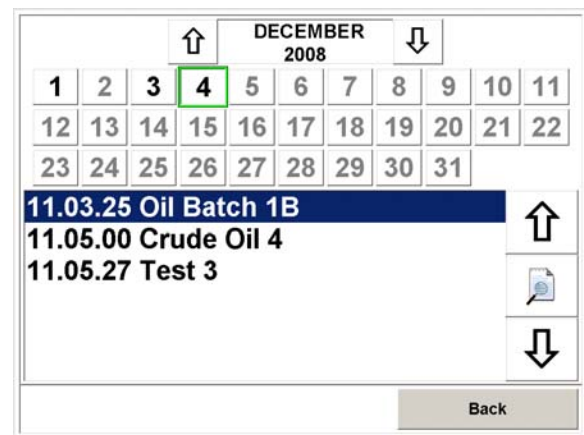 DECEMBER
2008
1 2 3 4 5 6 7 8 9 10 11
12 13 14 15 16 17 18 19 20 21 22
23 24 25 26 27 28 29 30 31
11.03.25 Oil Batch 1B
11.05.00 Crude Oil 4
11.05.27 Test 3
Back